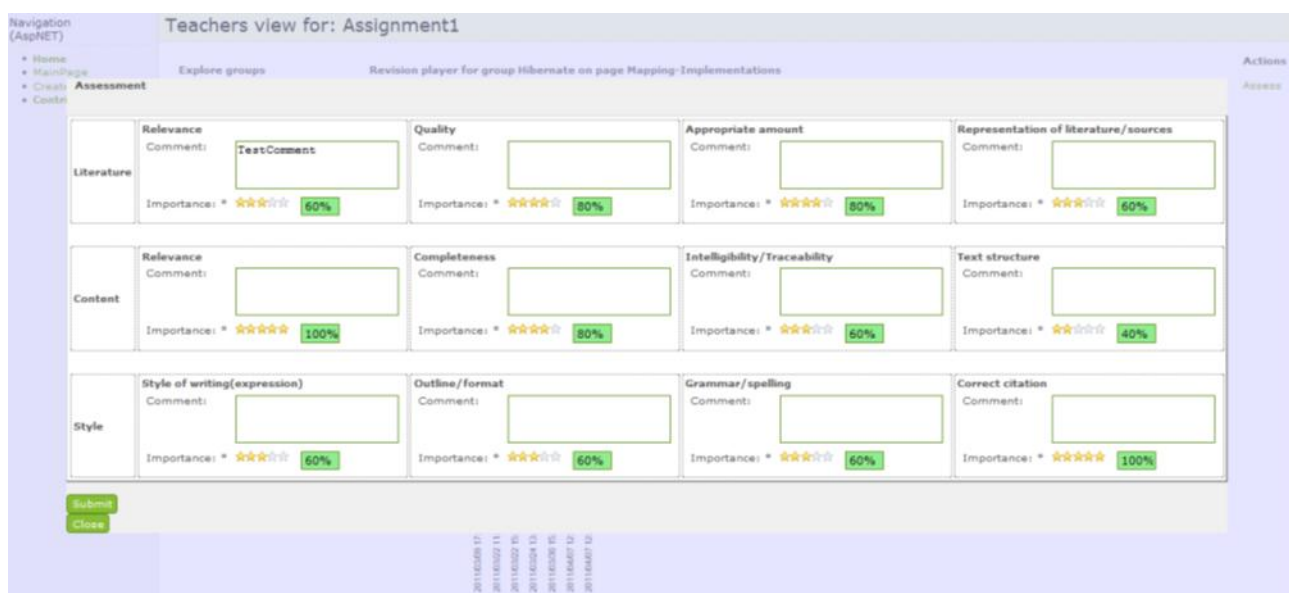 Navigation
(AspNET)
Teachers view for: Assignment1
Home
MainPage
Explore groups
Revision player for group Hibernate on page Mapping-Implementations
Actions
Assess
Assessment
Literature
Relevance
Comment:
TestComment
Importance: * 60%
Quality
Comment:
Importance: * 80%
Appropriate amount
Comment:
Importance: * 80%
Representation of literature/sources
Comment:
Importance: * 60%
Content
Relevance
Comment:
Importance: * 100%
Completeness
Comment:
Importance: * 80%
Intelligibility/Traceability
Comment:
Importance: * 60%
Text structure
Comment:
Importance: * 40%
Style
Style of writing(expression)
Comment:
Importance: * 60%
Outline/format
Comment:
Importance: * 60%
Grammar/spelling
Comment:
Importance: * 60%
Correct citation
Comment:
Importance: * 100%
Submit
Close